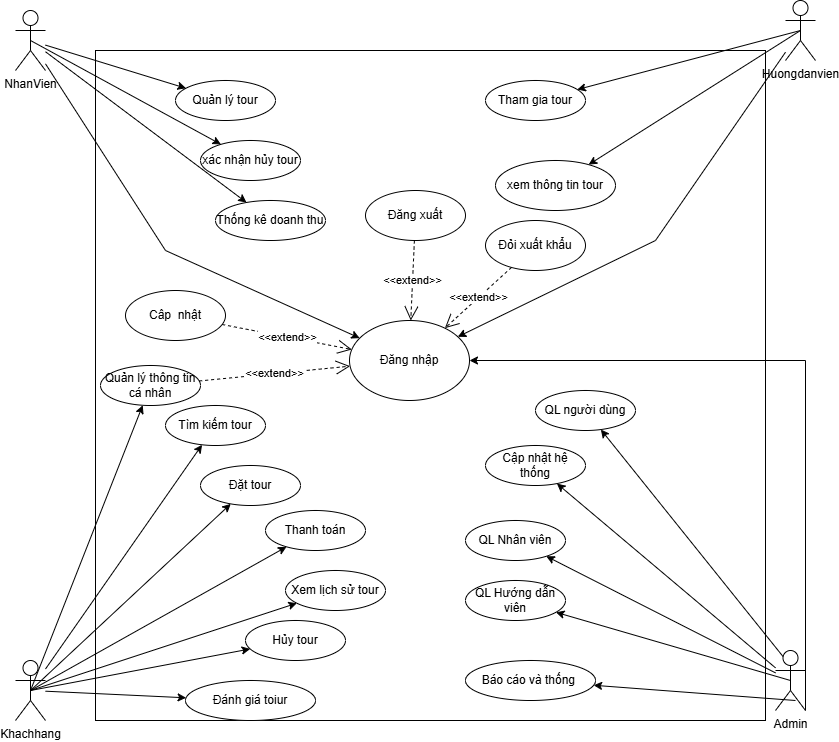 NhanVien
Huongdanvien
Quản lý tour
Tham gia tour
xác nhận hủy tour
xem thông tin tour
Thống kê doanh thu
Đăng xuất
Đỏi xuất khẩu
<<extend>>
<<extend>>
Câp nhật
<<extend>>
Đăng nhập
Quản lý thông tin
cá nhân
<<extend>>
Tìm kiếm tour
QL người dùng
Cập nhật hệ
thống
Đặt tour
Thanh toán
QL Nhân viên
Xem lịch sử tour
QL Hướng dẫn
viên
Hủy tour
Báo cáo và thống
Đánh giá toiur
Khachhang
Admin